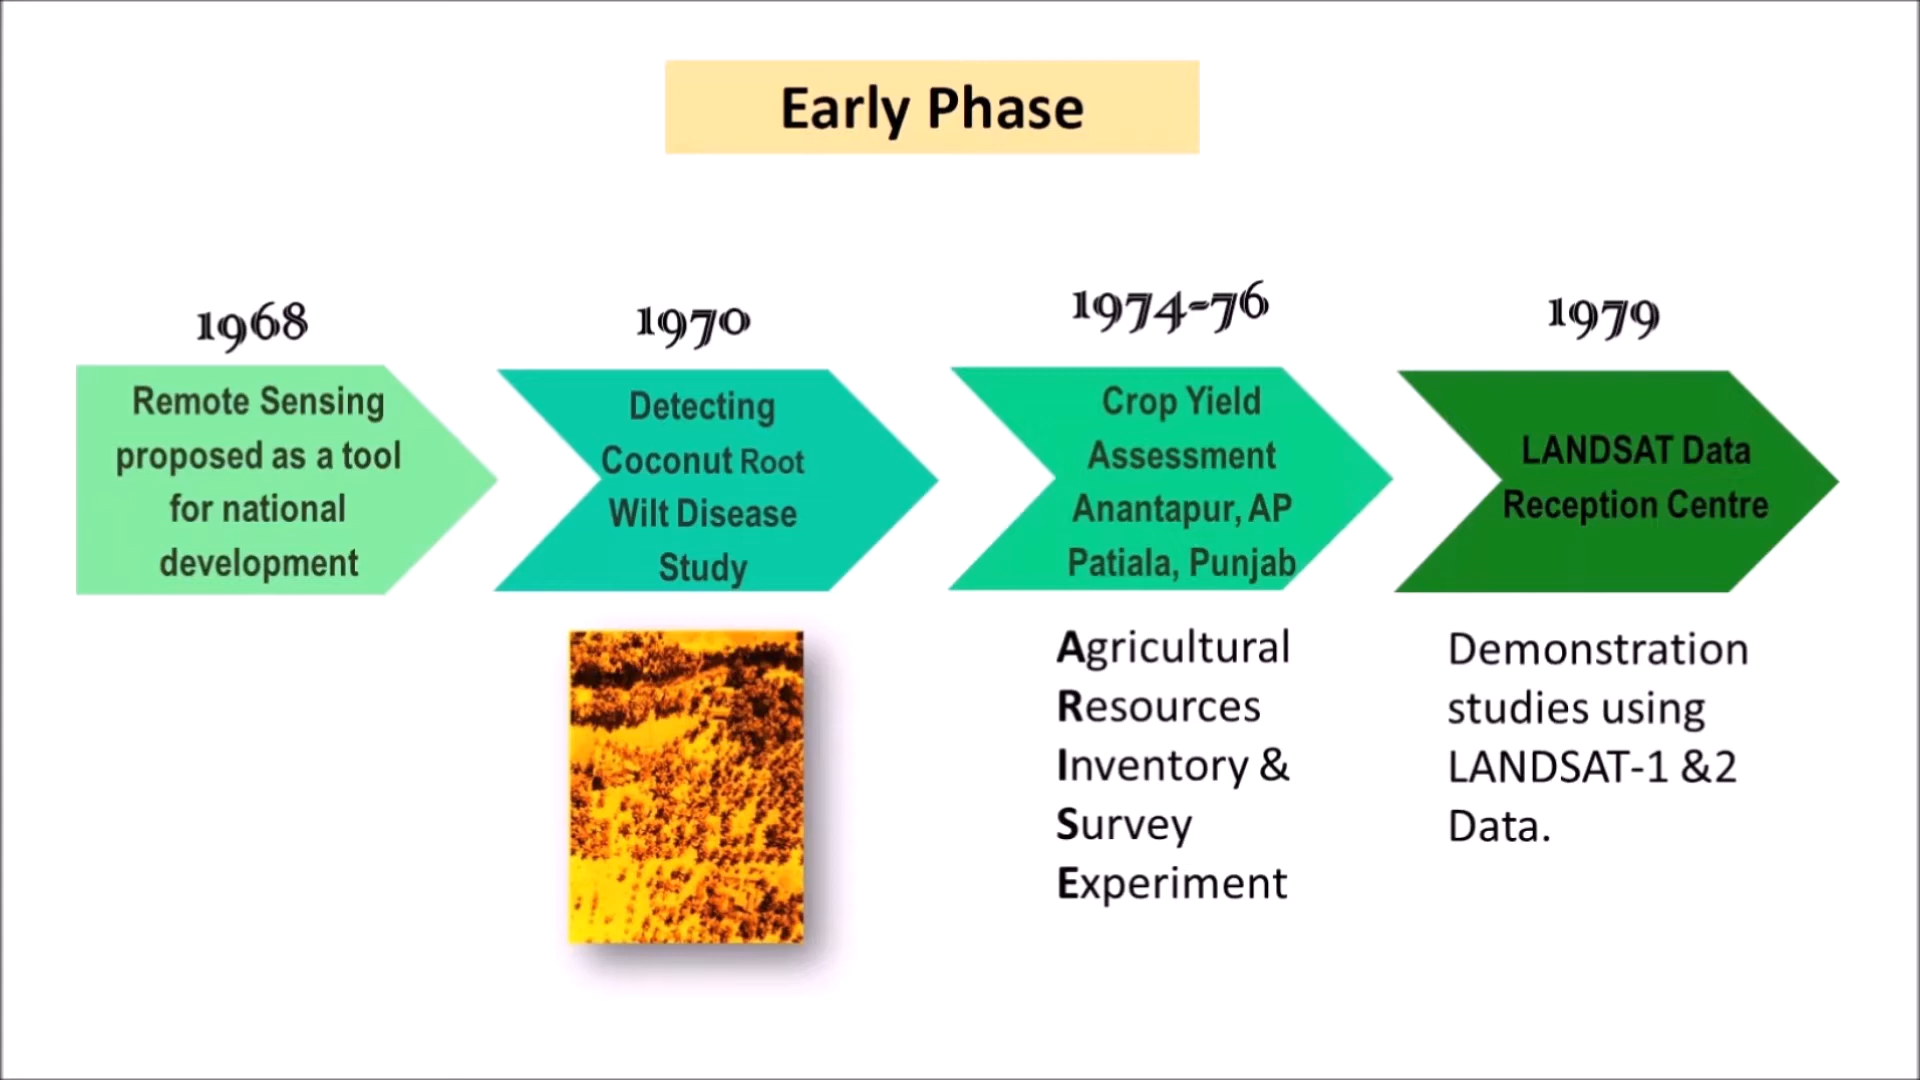 Early Phase
1968
Remote Sensing
proposed as a tool
for national
development
1970
Detecting
Coconut Root
Wilt Disease
Study
1974-76
Crop Yield
Assessment
Anantapur, AP
Patiala, Punjab
Agricultural
Resources
Inventory &
Survey
Experiment
1979
LANDSAT Data
Reception Centre
Demonstration
studies using
LANDSAT-1 &2
Data.